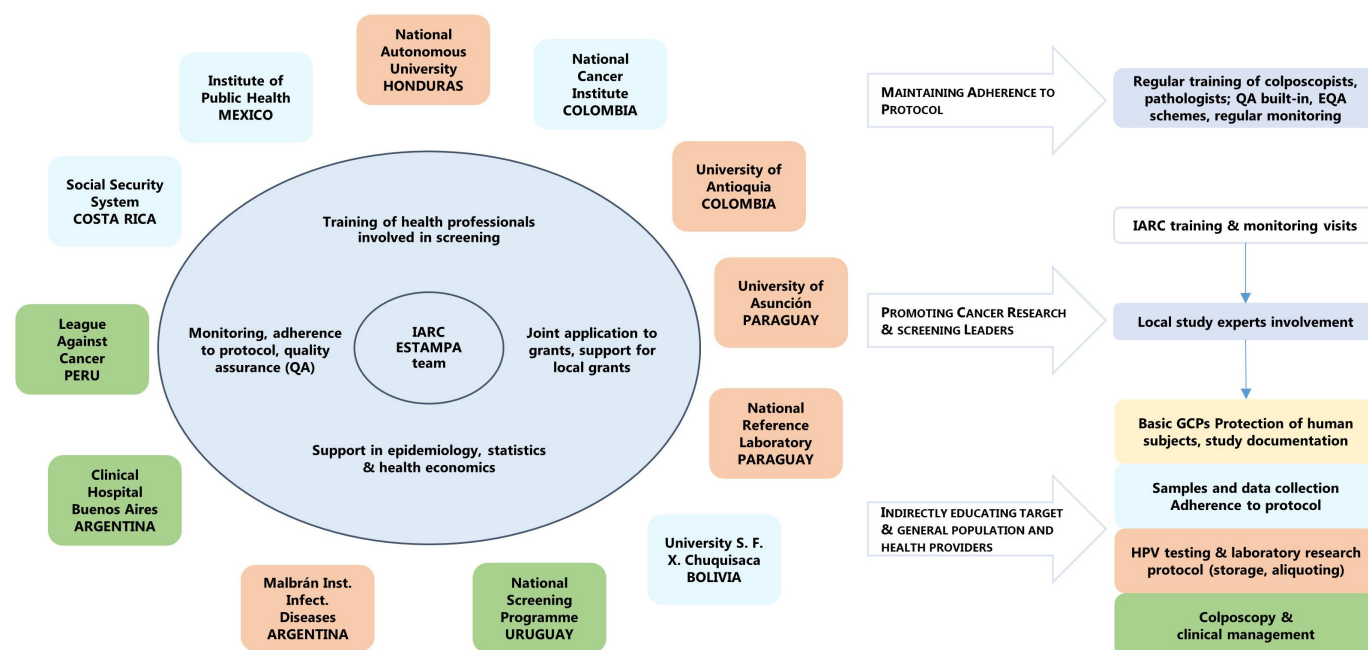 National
Autonomous
University
HONDURAS
National
Cancer
Institute
COLOMBIA
Institute of
Public Health
MEXICO
University of
Antioquia
COLOMBIA
Social Security
System
COSTA RICA
University of
Asunción
PARAGUAY
League
Against
Cancer
PERU
National
Reference
Laboratory
PARAGUAY
Clinical
Hospital
Buenos Aires
ARGENTINA
University S. F.
X. Chuquisaca
BOLIVIA
Malbrán Inst.
Infect.
Diseases
ARGENTINA
National
Screening
Programme
URUGUAY
Training of health professionals
involved in screening
Monitoring, adherence
to protocol, quality
assurance (QA)
IARC
ESTAMPA
team
Joint application to
grants, support for
local grants
Support in epidemiology, statistics
& health economics
MAINTAINING ADHERENCE TO
PROTOCOL
Regular training of colposcopists,
pathologists; QA built-in, EQA
schemes, regular monitoring
PROMOTING CANCER RESEARCH
& SCREENING LEADERS
IARC training & monitoring visits
Local study experts involvement
INDIRECTLY EDUCATING TARGET
& GENERAL POPULATION AND
HEALTH PROVIDERS
Basic GCPs Protection of human
subjects, study documentation
Samples and data collection
Adherence to protocol
HPV testing & laboratory research
protocol (storage, aliquoting)
Colposcopy &
clinical management